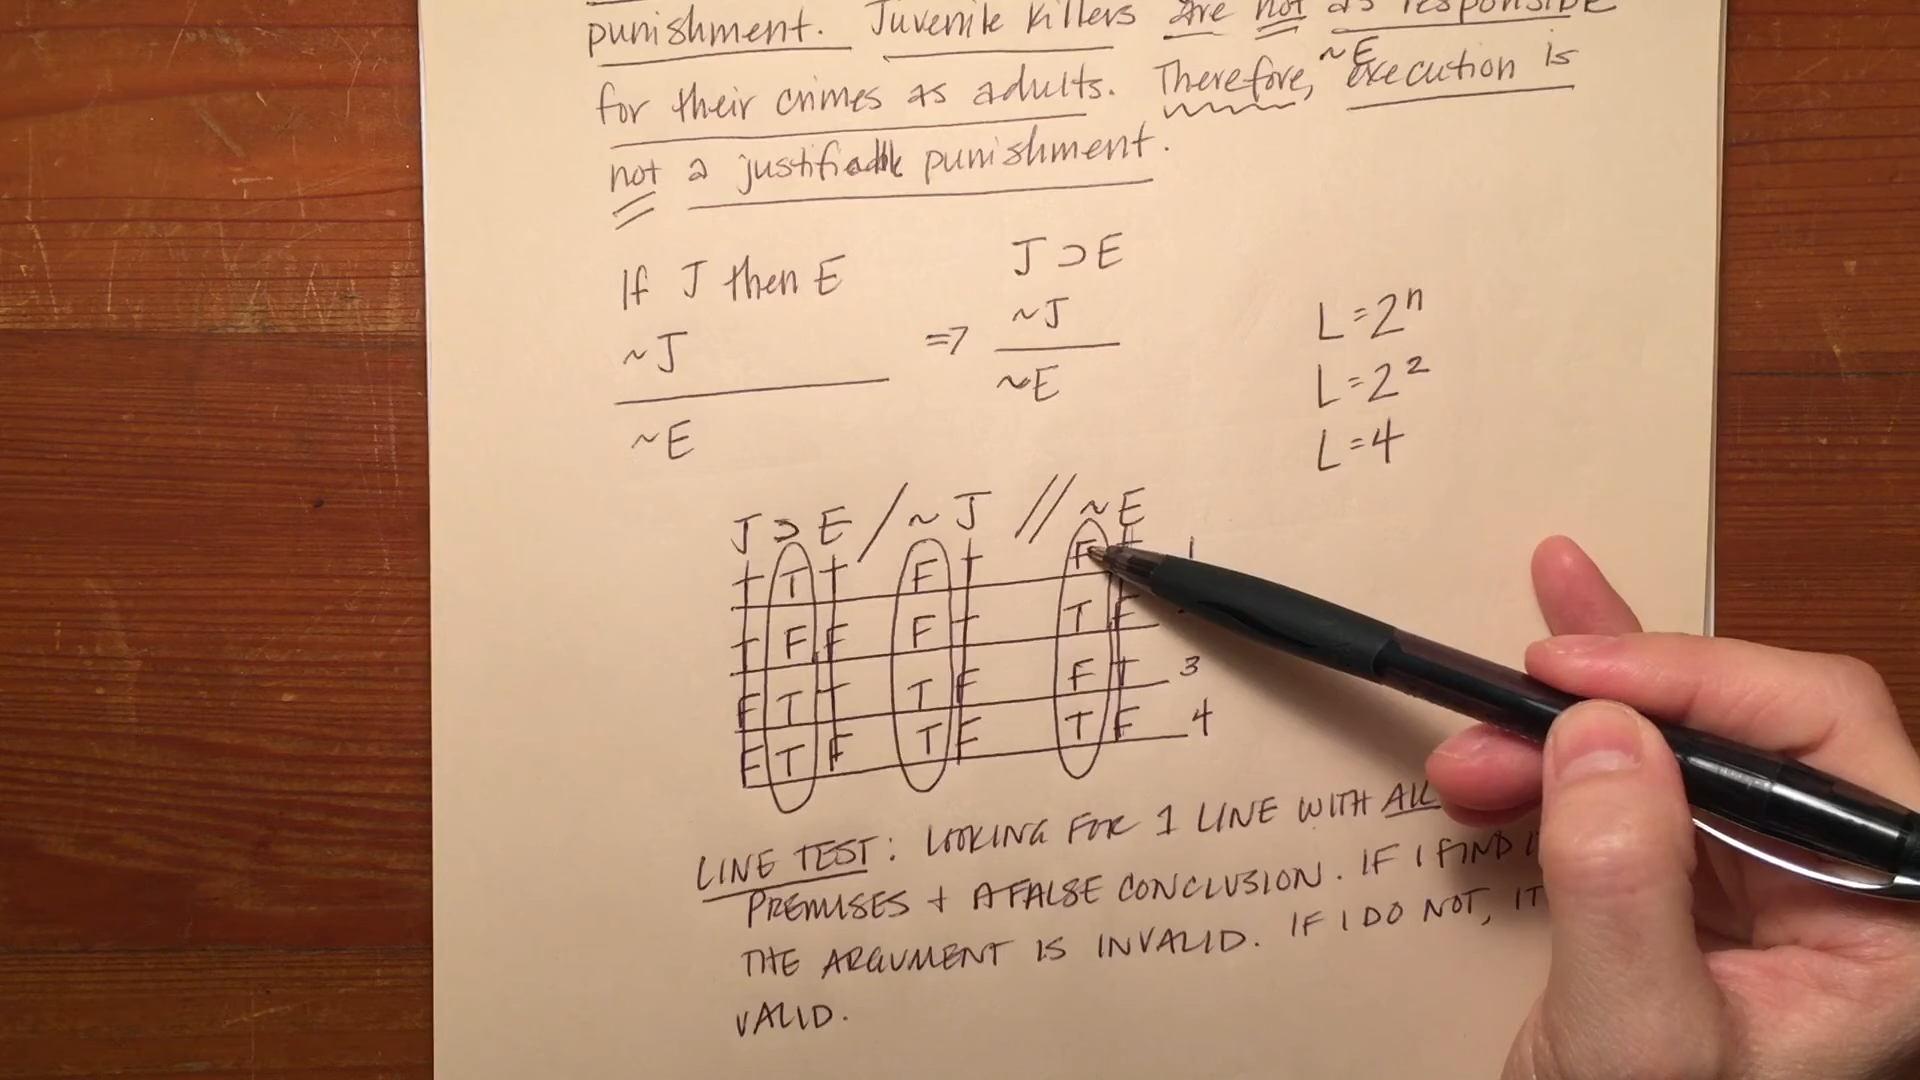 punishment. Juvenile killers are not as responsible
~E
for their crimes as adults. Therefore, execution is
not a justifiable punishment.
If J then E
~J
~E
=>
J ⊃ E
~J
~E
L=2ⁿ
L=2²
L=4
J ⊃ E / ~ J // ~ E
T T T F T F 1
T F F F T T F
F T T T F F T 3
F T F T F T F 4
LINE TEST: LOOKING FOR 1 LINE WITH ALL
PREMISES + A FALSE CONCLUSION. IF I FIND
THE ARGUMENT IS INVALID. IF I DO NOT, IT
VALID.